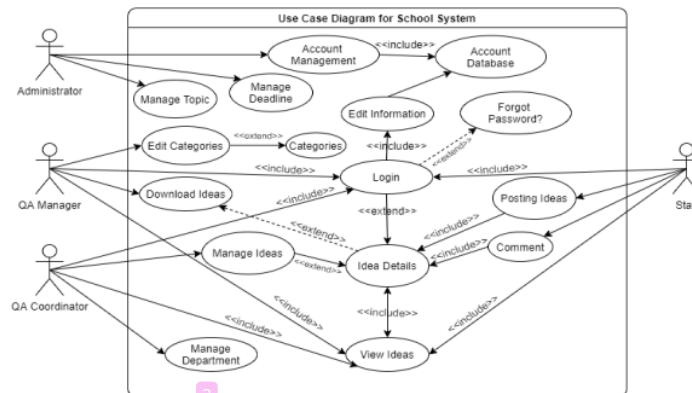 Use Case Diagram for School System
Account
Management
<<include>>
Account
Database
Administrator
Manage Topic
Manage
Deadline
Edit Information
Forgot
Password?
<<include>>
<<extend>>
Edit Categories
<<extend>>
Categories
QA Manager
<<include>>
Login
<<include>>
Download Ideas
<<include>>
<<extend>>
Posting Ideas
<<extend>>
<<include>>
Manage Ideas
<<extend>>
Idea Details
<<include>>
Comment
QA Coordinator
<<include>>
<<include>>
<<include>>
<<include>>
Manage
Department
View Ideas